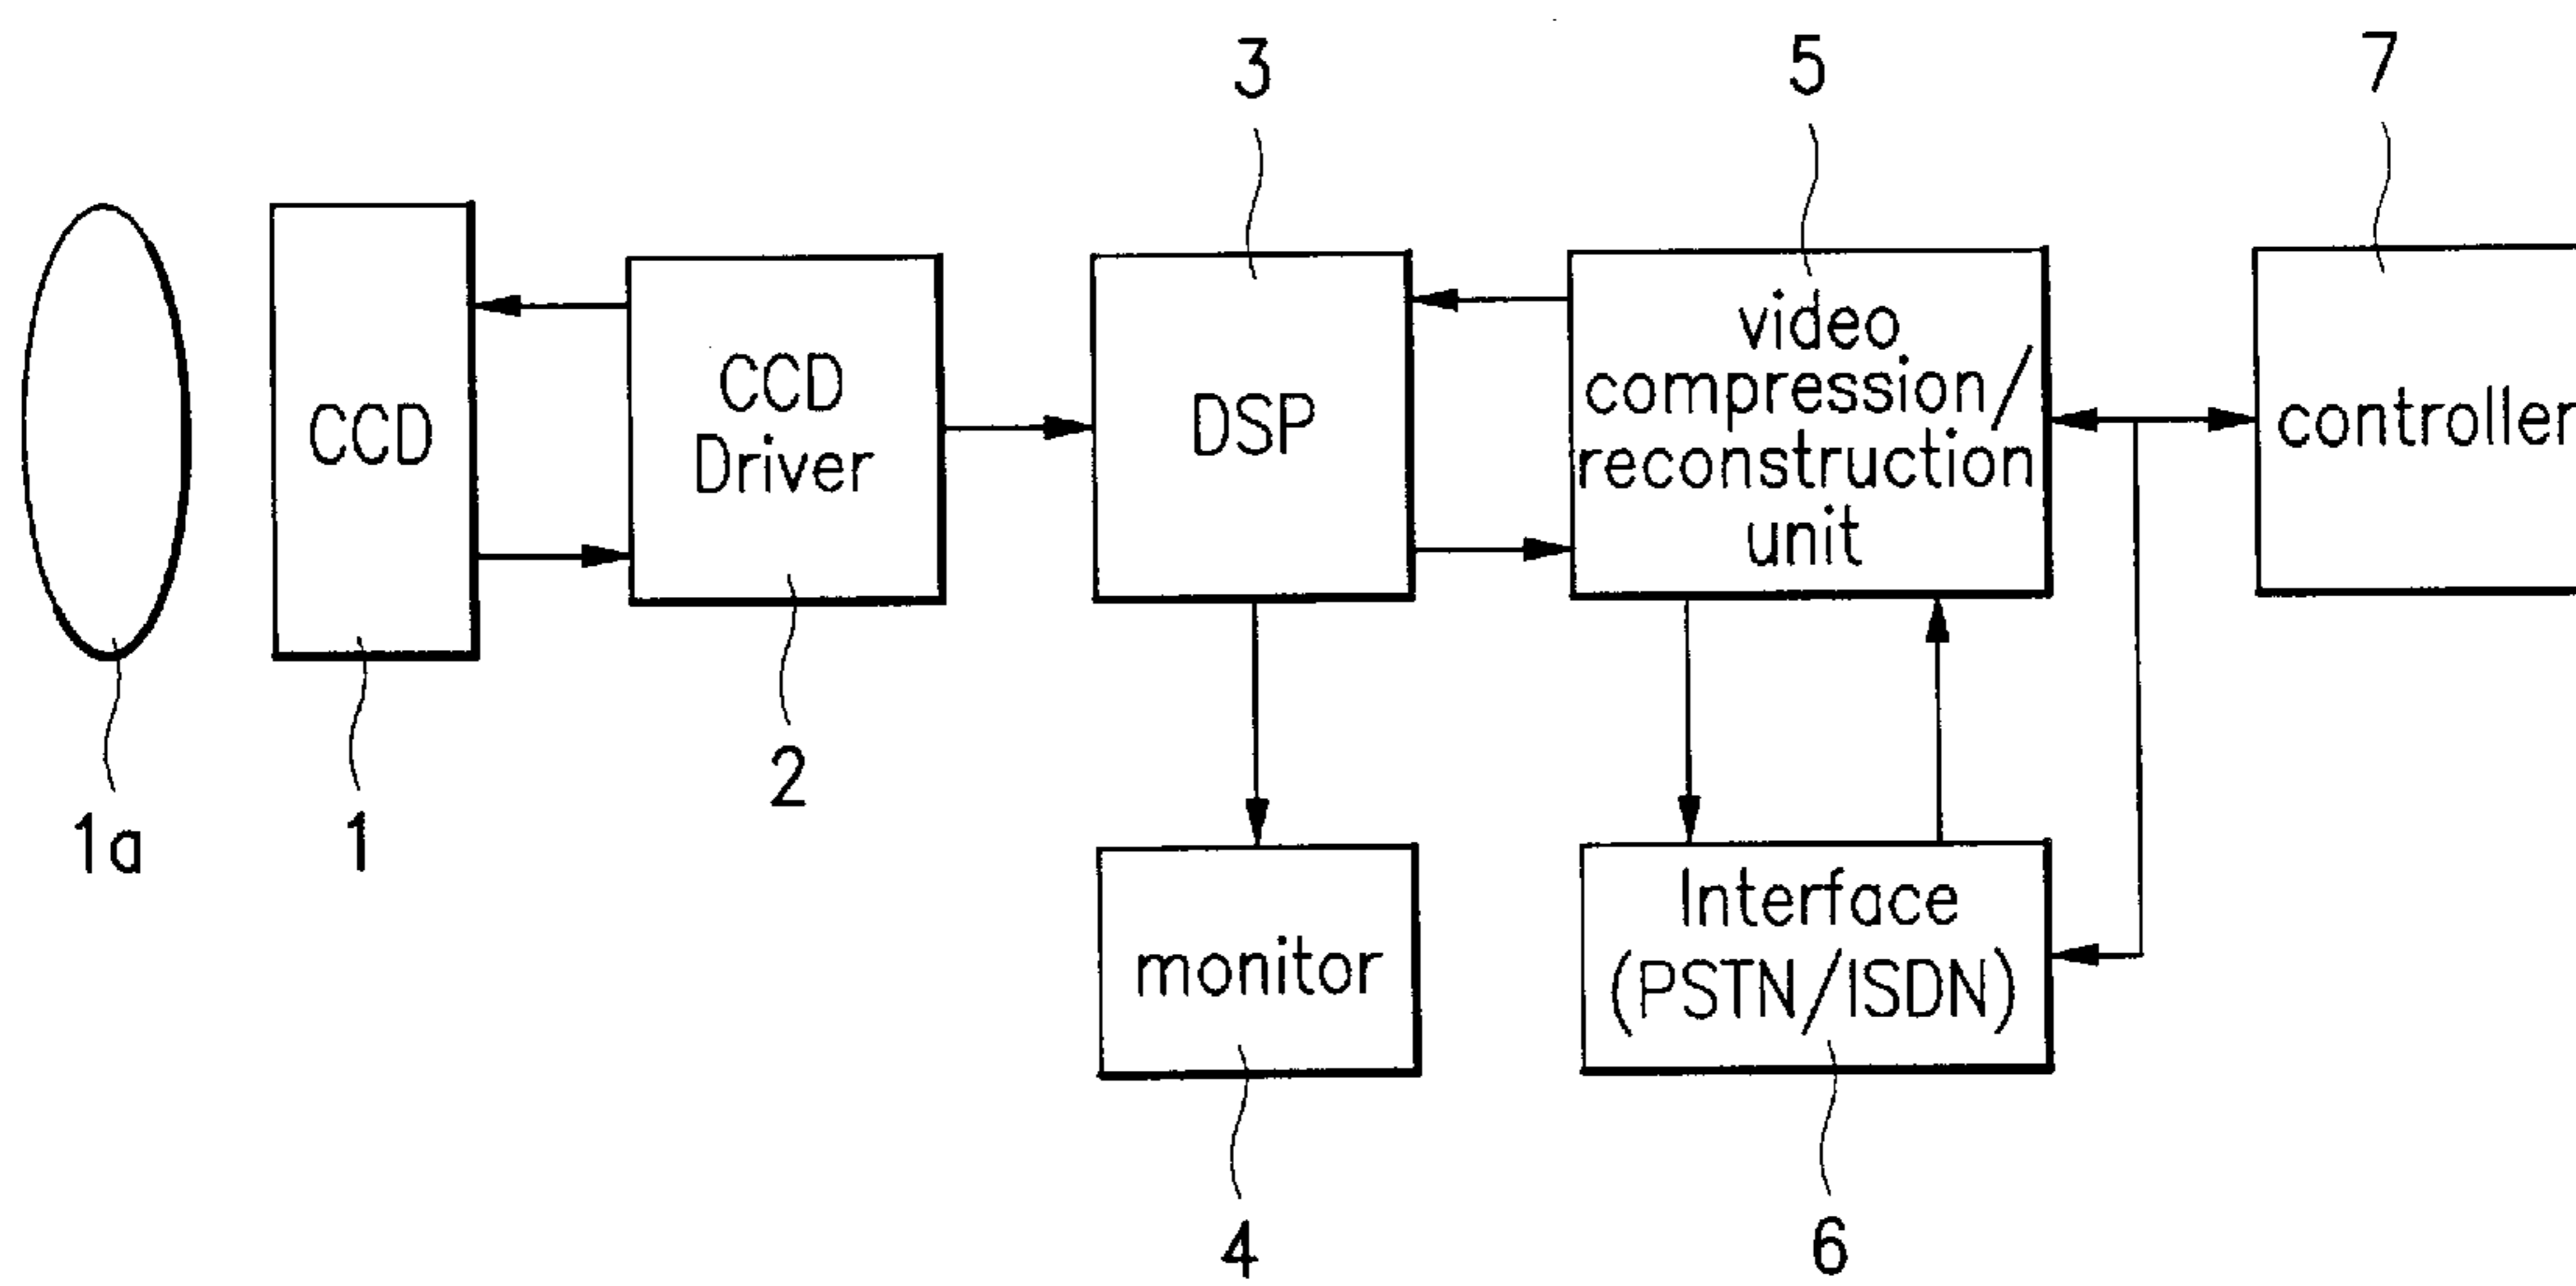 3
5
7
CCD
CCD
Driver
DSP
video
compression/
reconstruction
unit
controller
1a
1
2
monitor
Interface
(PSTN/ISDN)
4
6